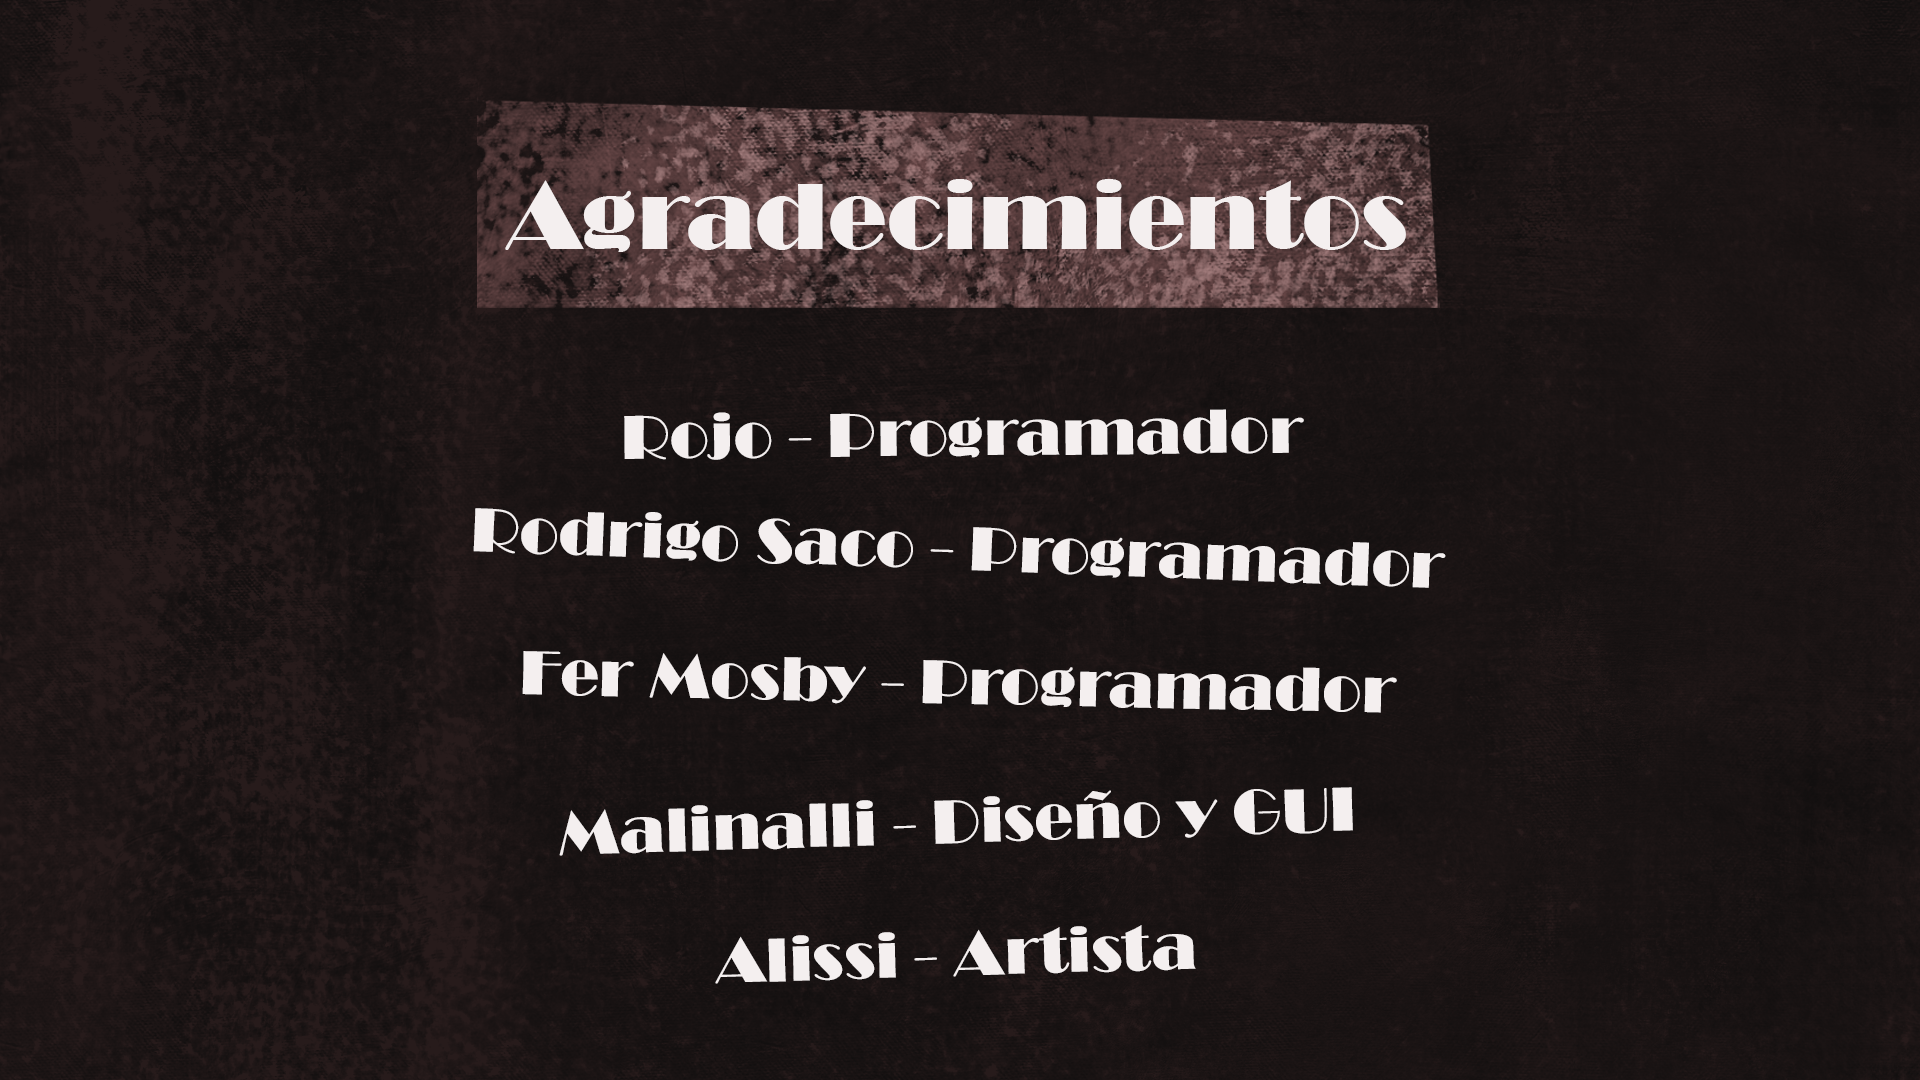 Agradecimientos
Rojo - Programador
Rodrigo Saco - Programador
Fer Mosby - Programador
Malinalli - Diseño y GUI
Alissi - Artista